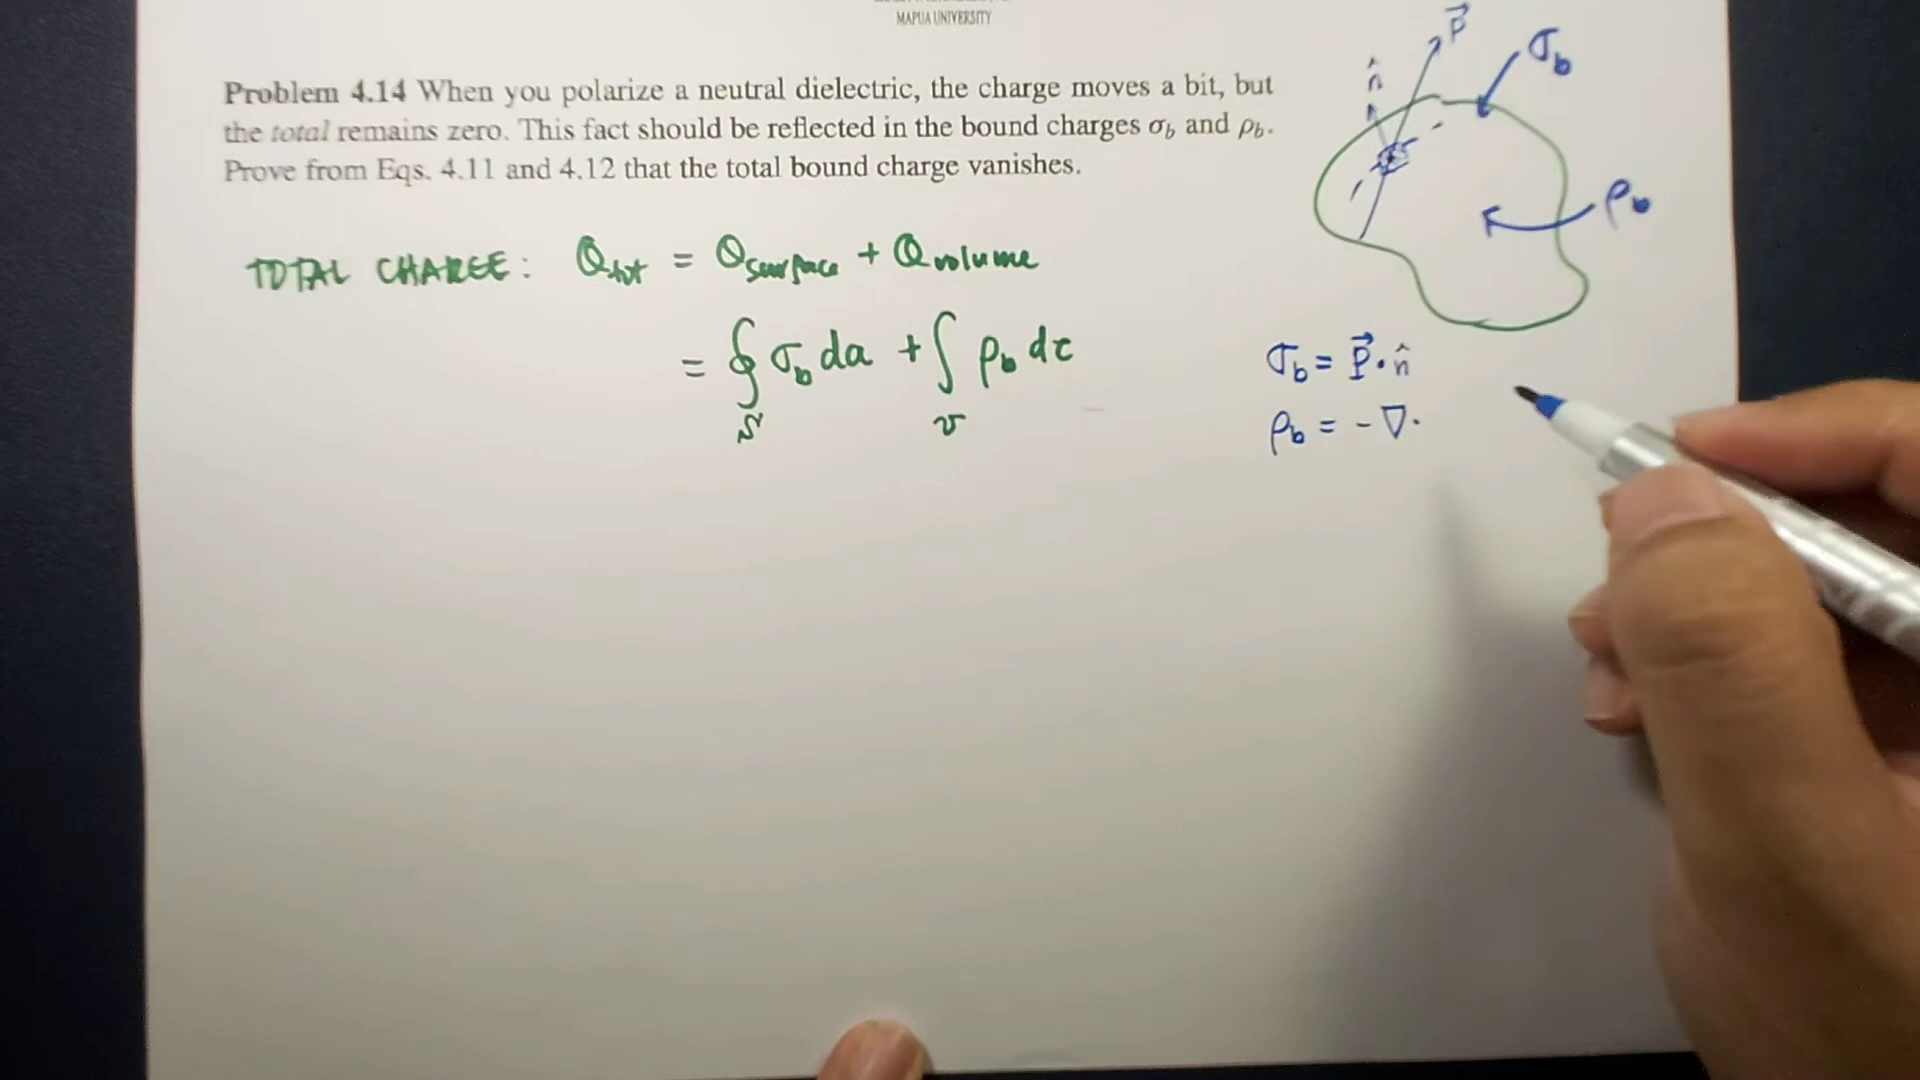 MAPUA UNIVERSITY
Problem 4.14 When you polarize a neutral dielectric, the charge moves a bit, but
the total remains zero. This fact should be reflected in the bound charges σb and ρb.
Prove from Eqs. 4.11 and 4.12 that the total bound charge vanishes.
P⃗
n̂
σb
ρb
TOTAL CHARGE: Qtot = Qsurface + Qvolume
= ∮S σb da + ∫v ρb dτ
σb = P⃗ · n̂
ρb = - ∇ ·